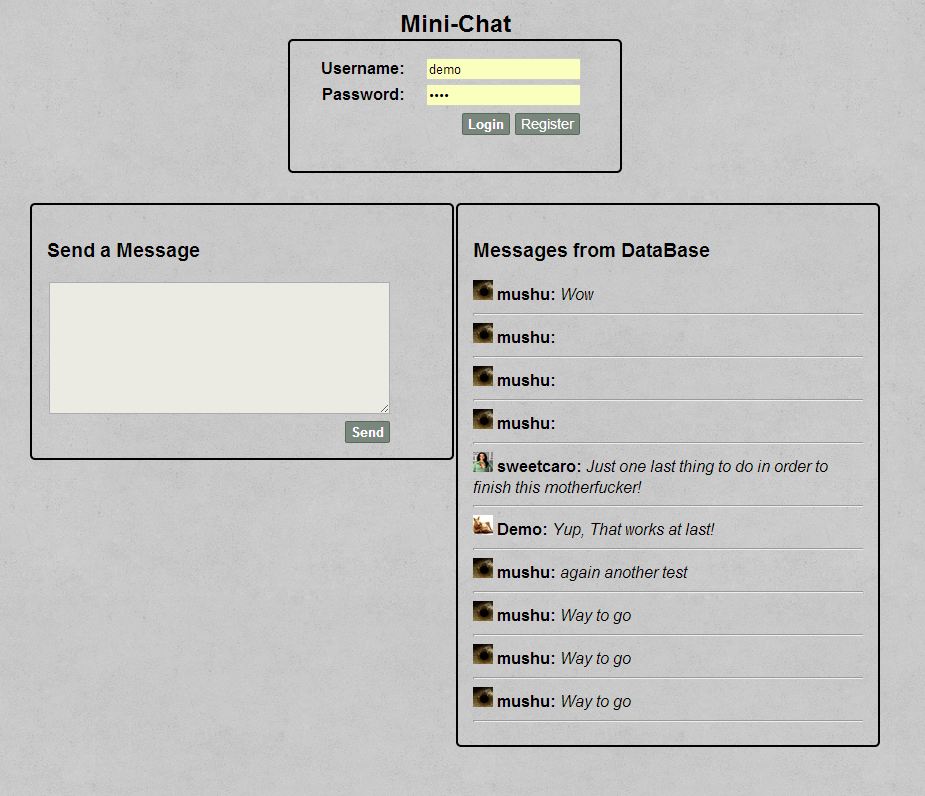 Mini-Chat
Username: demo
Password: ••••
Login Register
Send a Message
Send
Messages from DataBase
mushu: Wow
mushu:
mushu:
mushu:
sweetcaro: Just one last thing to do in order to
finish this motherfucker!
Demo: Yup, That works at last!
mushu: again another test
mushu: Way to go
mushu: Way to go
mushu: Way to go